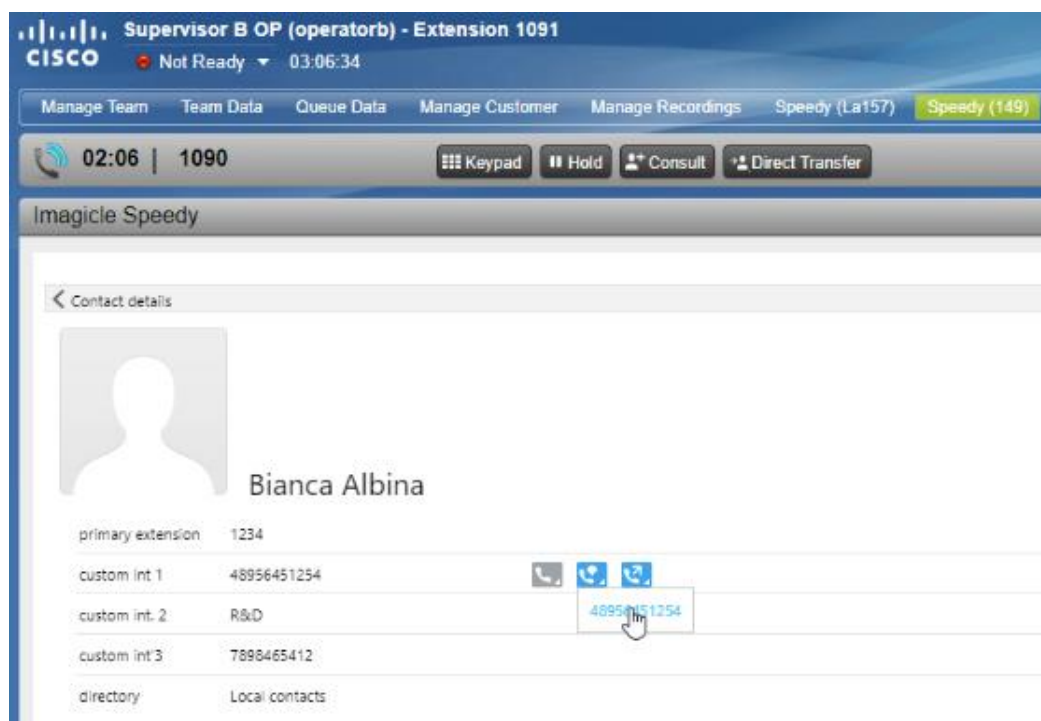 Supervisor B OP (operatorb) - Extension 1091
CISCO Not Ready 03:06:34
Manage Team Team Data Queue Data Manage Customer Manage Recordings Speedy (La157) Speedy (149)
02:06 | 1090 Keypad Hold Consult Direct Transfer
Imagicle Speedy
Contact details
Bianca Albina
primary extension 1234
custom int 1 48956451254
custom int. 2 R&D
48956451254
custom int'3 7898465412
directory Local contacts